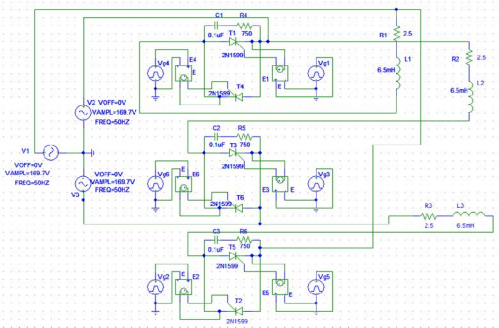 C1 R4
0.1uF 750
T1
2N1599
Vg4
E4
E
T4
2N1599
E1
E
Vg1
R1
2.5
L1
6.5mH
R2
2.5
L2
6.5mH
V2 VOFF=0V
VAMPL=169.7V
FREQ=50HZ
V1
VOFF=0V
VAMPL=169.7V
FREQ=50HZ
VOFF=0V
VAMPL=169.7V
FREQ=50HZ
V3
C2 R5
0.1uF 750
T3
2N1599
Vg6
E6
E
T6
2N1599
E3
E
Vg3
R3
2.5
L3
6.5mH
C3 R6
0.1uF 750
T5
2N1599
Vg2
E2
E
T2
2N1599
E5
E
Vg5